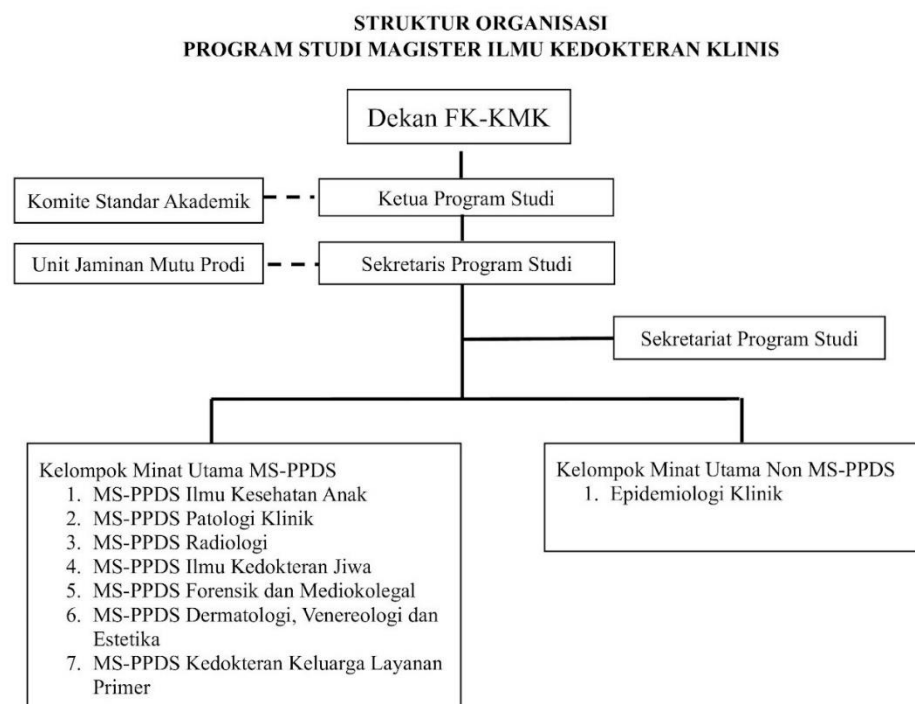 STRUKTUR ORGANISASI
PROGRAM STUDI MAGISTER ILMU KEDOKTERAN KLINIS
Dekan FK-KMK
Komite Standar Akademik
Ketua Program Studi
Unit Jaminan Mutu Prodi
Sekretaris Program Studi
Sekretariat Program Studi
Kelompok Minat Utama MS-PPDS
1. MS-PPDS Ilmu Kesehatan Anak
2. MS-PPDS Patologi Klinik
3. MS-PPDS Radiologi
4. MS-PPDS Ilmu Kedokteran Jiwa
5. MS-PPDS Forensik dan Mediokolegal
6. MS-PPDS Dermatologi, Venereologi dan
Estetika
7. MS-PPDS Kedokteran Keluarga Layanan
Primer
Kelompok Minat Utama Non MS-PPDS
1. Epidemiologi Klinik